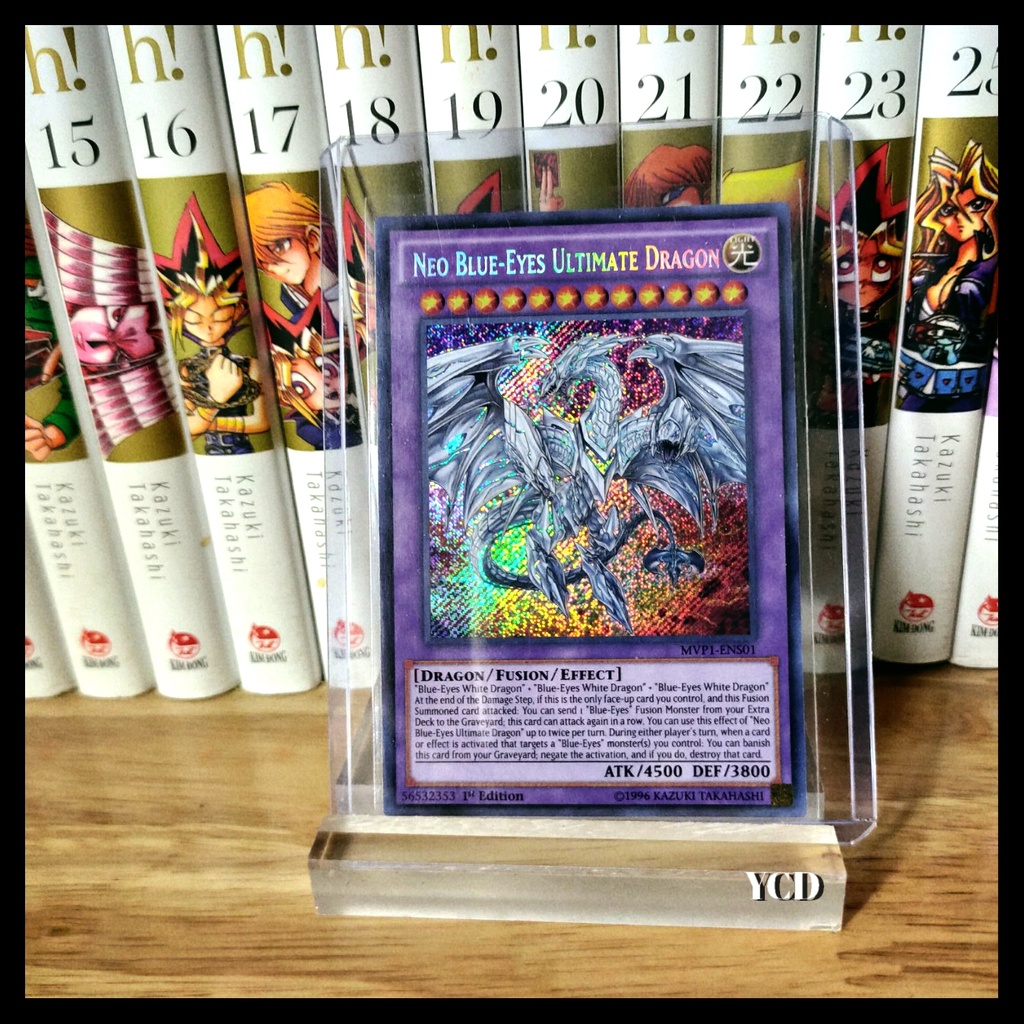 h! h! h! h! h! h! h! h! h!
15 16 17 18 19 20 21 22 23
NEO BLUE-EYES ULTIMATE DRAGON
LIGHT
光
MVP1-ENS01
[DRAGON/FUSION/EFFECT]
"Blue-Eyes White Dragon" + "Blue-Eyes White Dragon" + "Blue-Eyes White Dragon"
At the end of the Damage Step, if this is the only face-up card you control, and this Fusion
Summoned card attacked: You can send 1 "Blue-Eyes" Fusion Monster from your Extra
Deck to the Graveyard; this card can attack again in a row. You can use this effect of "Neo
Blue-Eyes Ultimate Dragon" up to twice per turn. During either player's turn, when a card
or effect is activated that targets a "Blue-Eyes" monster(s) you control: You can banish
this card from your Graveyard; negate the activation, and if you do, destroy that card.
ATK/4500 DEF/3800
56532353 1st Edition
©1996 KAZUKI TAKAHASHI
Kazuki
Takahashi
Kazuki
Takahashi
Kazuki
Takahashi
Kazuki
Takahashi
Kazuki
Takahashi
KIM ĐỒNG
KIM ĐỒNG
KIM ĐỒNG
YCD